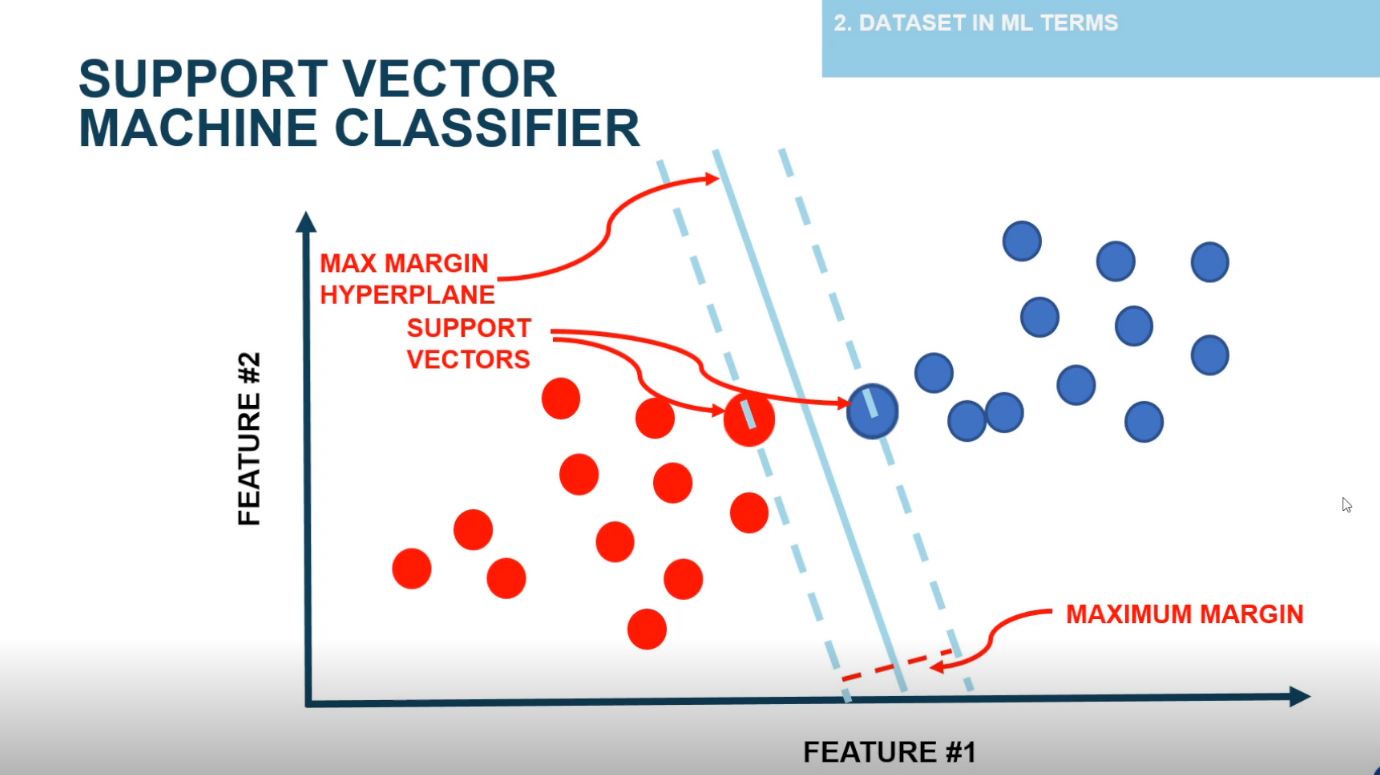 2. DATASET IN ML TERMS
SUPPORT VECTOR
MACHINE CLASSIFIER
MAX MARGIN
HYPERPLANE
SUPPORT
VECTORS
FEATURE #2
MAXIMUM MARGIN
FEATURE #1